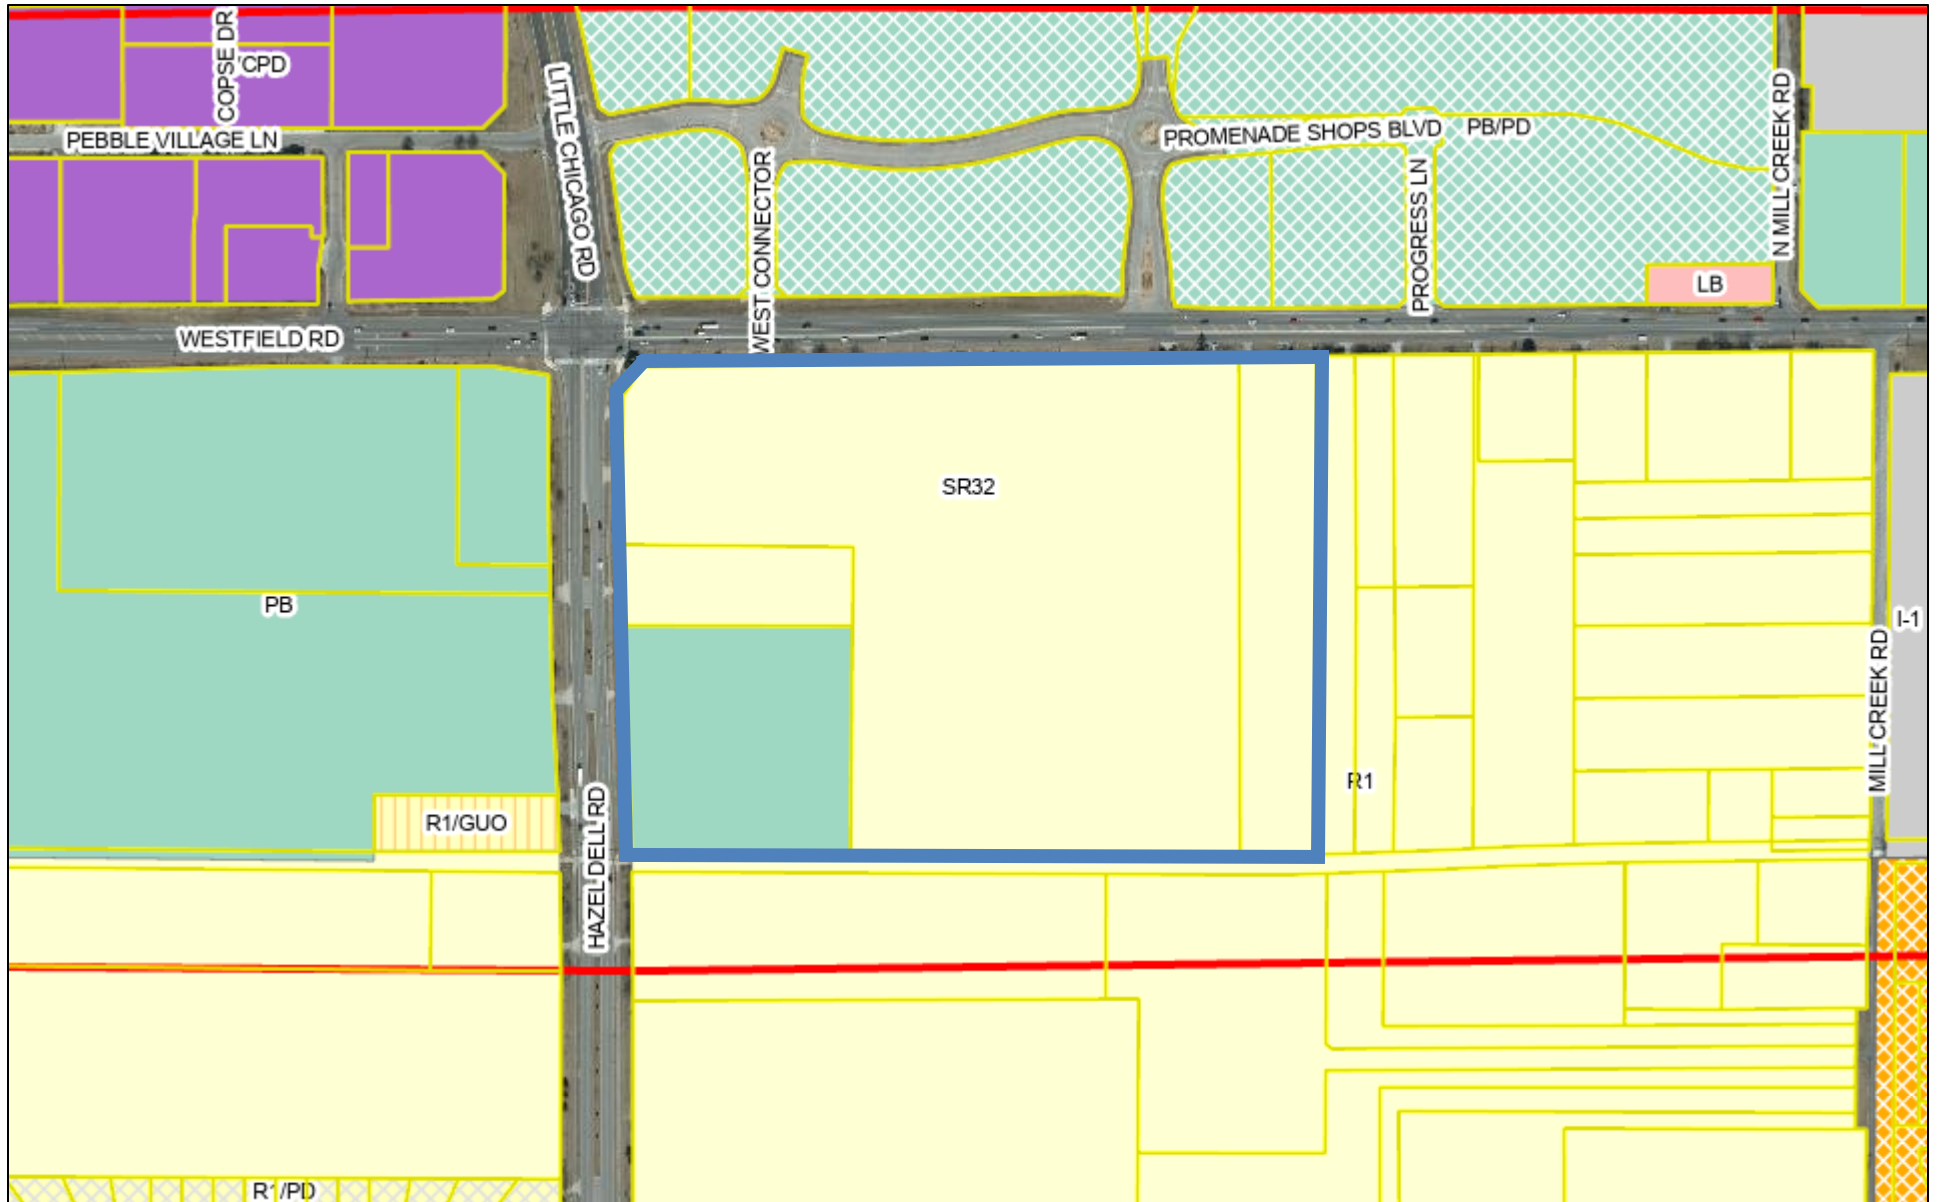 COPSE DR
/CPD
PEBBLE VILLAGE LN
LITTLE CHICAGO RD
WEST CONNECTOR
PROMENADE SHOPS BLVD
PB/PD
PROGRESS LN
N MILL CREEK RD
LB
WESTFIELD RD
SR32
PB
I-1
MILL CREEK RD
R1
R1/GUO
HAZEL DELL RD
R1/PD